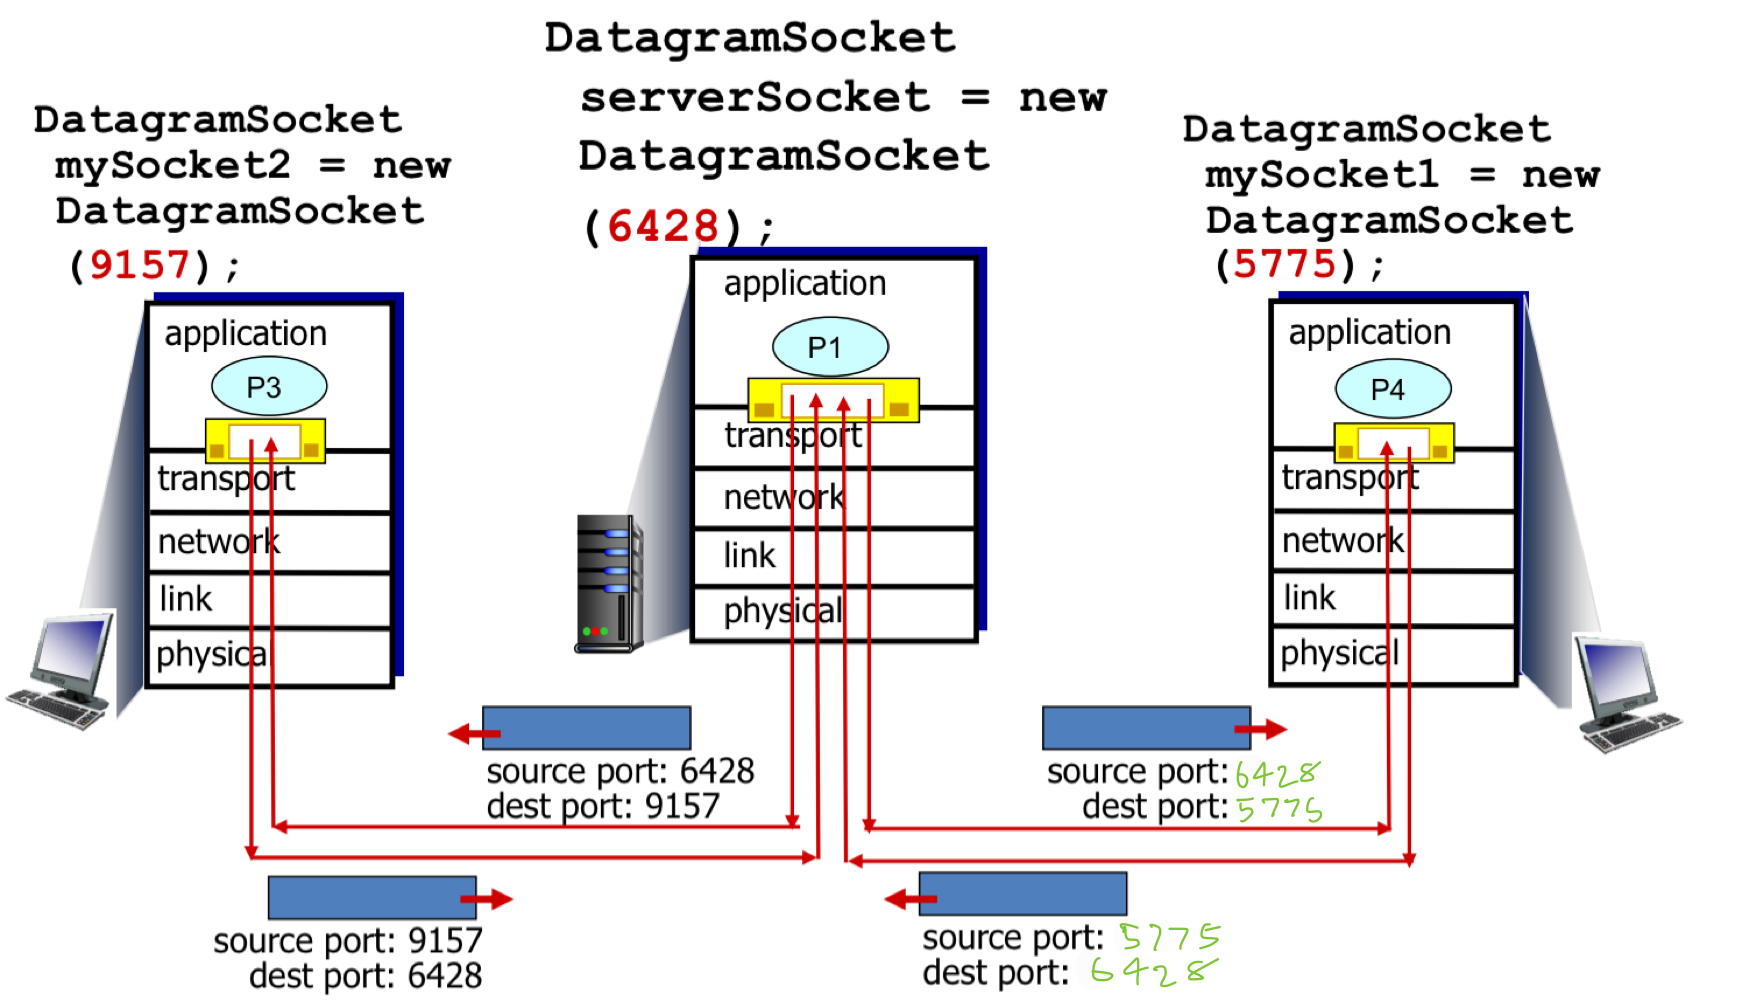 DatagramSocket
serverSocket = new
DatagramSocket
(6428);
DatagramSocket
mySocket2 = new
DatagramSocket
(9157);
DatagramSocket
mySocket1 = new
DatagramSocket
(5775);
application
P3
transport
network
link
physical
application
P1
transport
network
link
physical
application
P4
transport
network
link
physical
source port: 6428
dest port: 9157
source port: 6428
dest port: 5775
source port: 9157
dest port: 6428
source port: 5775
dest port: 6428